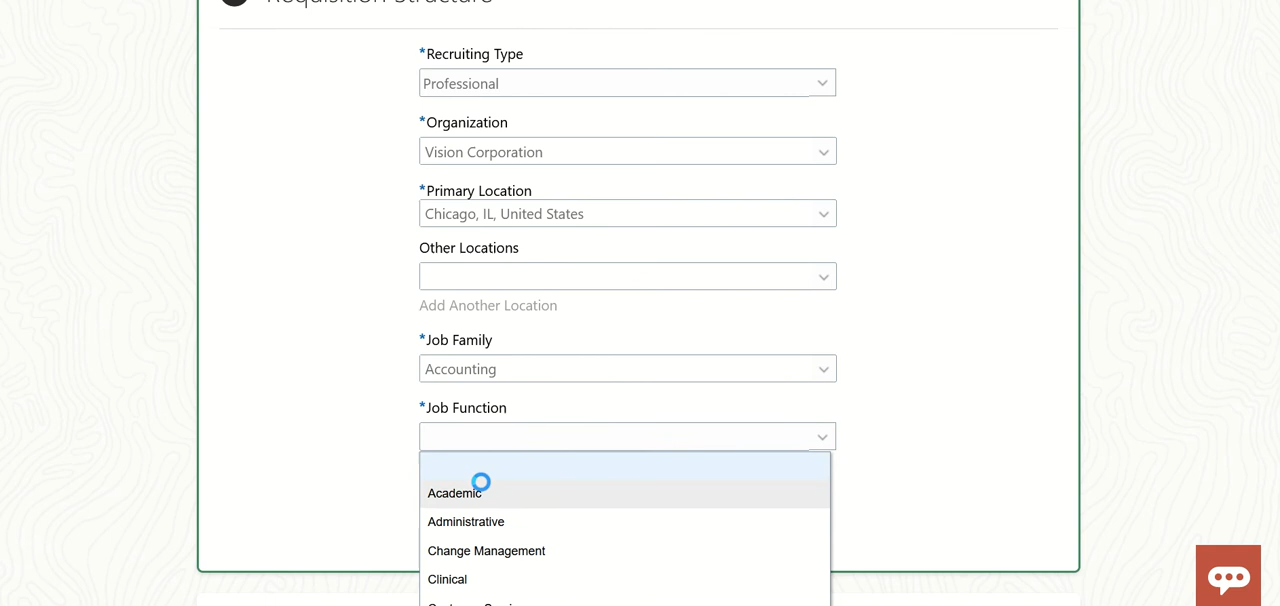 *Recruiting Type
Professional
*Organization
Vision Corporation
*Primary Location
Chicago, IL, United States
Other Locations
Add Another Location
*Job Family
Accounting
*Job Function
Academic
Administrative
Change Management
Clinical